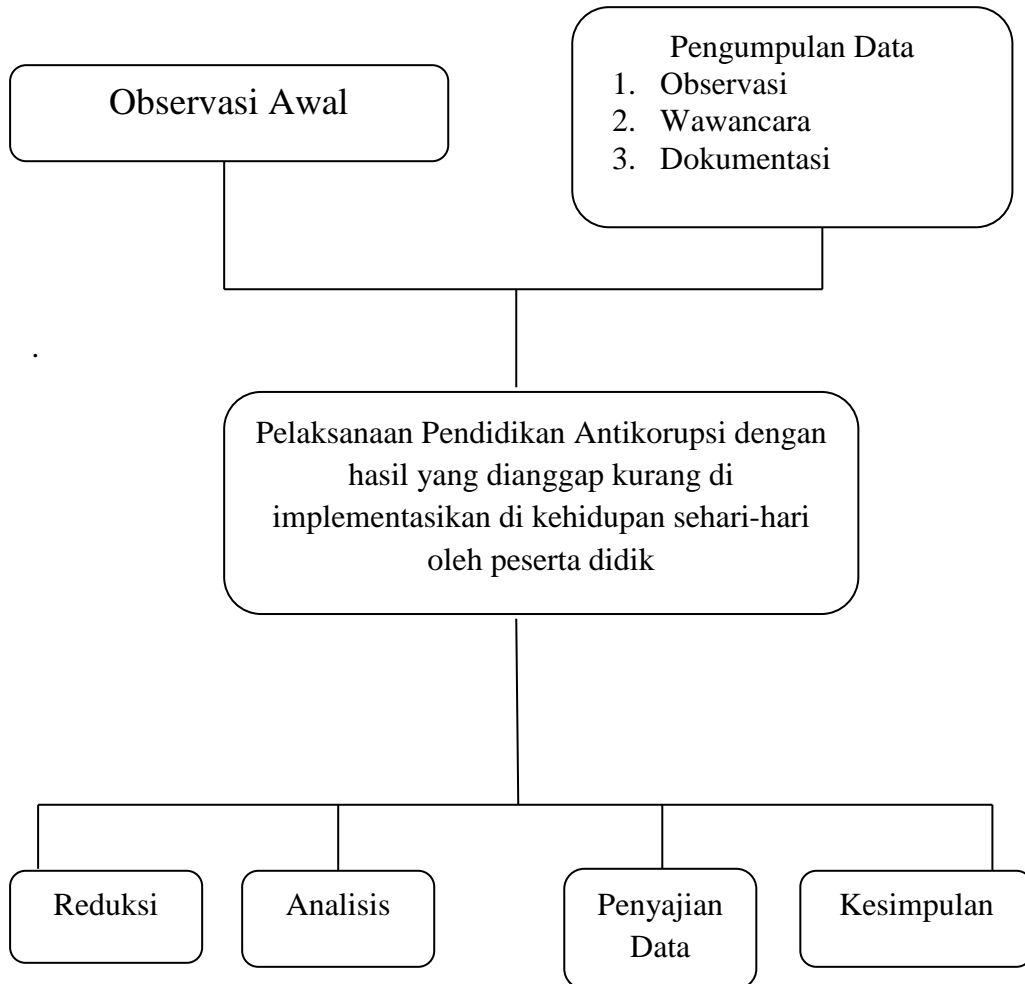 Observasi Awal
Pengumpulan Data
1. Observasi
2. Wawancara
3. Dokumentasi
.
Pelaksanaan Pendidikan Antikorupsi dengan
hasil yang dianggap kurang di
implementasikan di kehidupan sehari-hari
oleh peserta didik
Reduksi
Analisis
Penyajian
Data
Kesimpulan